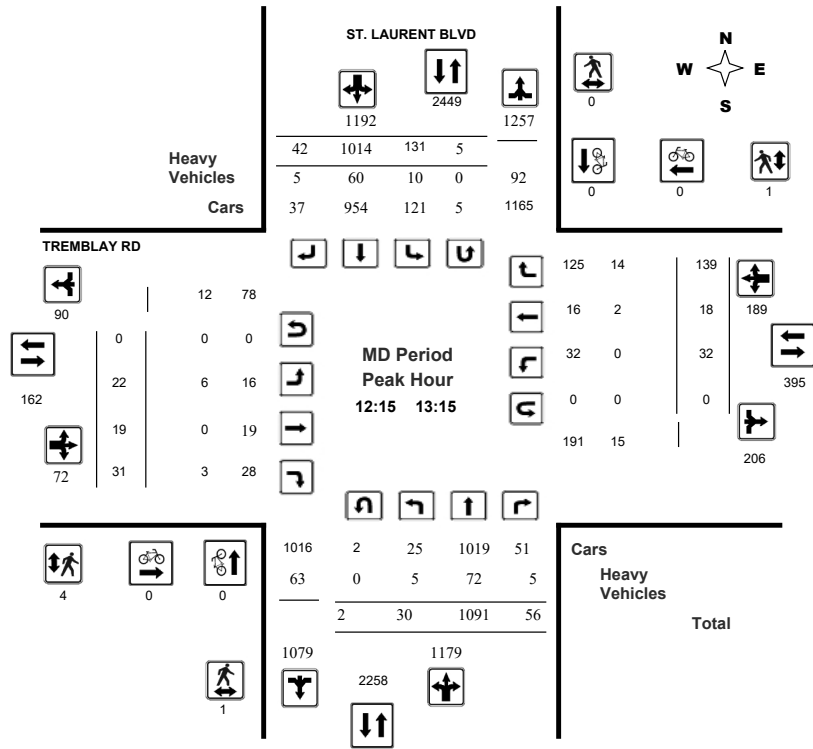 ST. LAURENT BLVD
N
W E
S
2449
0
1192 1257
42 1014 131 5
Heavy
Vehicles
5 60 10 0 92
0 0 1
Cars 37 954 121 5 1165
TREMBLAY RD
125 14 139
12 78
90
16 2 18 189
0 0 0
MD Period
32 0 32
Peak Hour
22 6 16
395
162
12:15 13:15
0 0 0
19 0 19
191 15
206
72 31 3 28
1016 2 25 1019 51 Cars
63 0 5 72 5 Heavy
Vehicles
4 0 0
2 30 1091 56 Total
1079 1179
2258
1